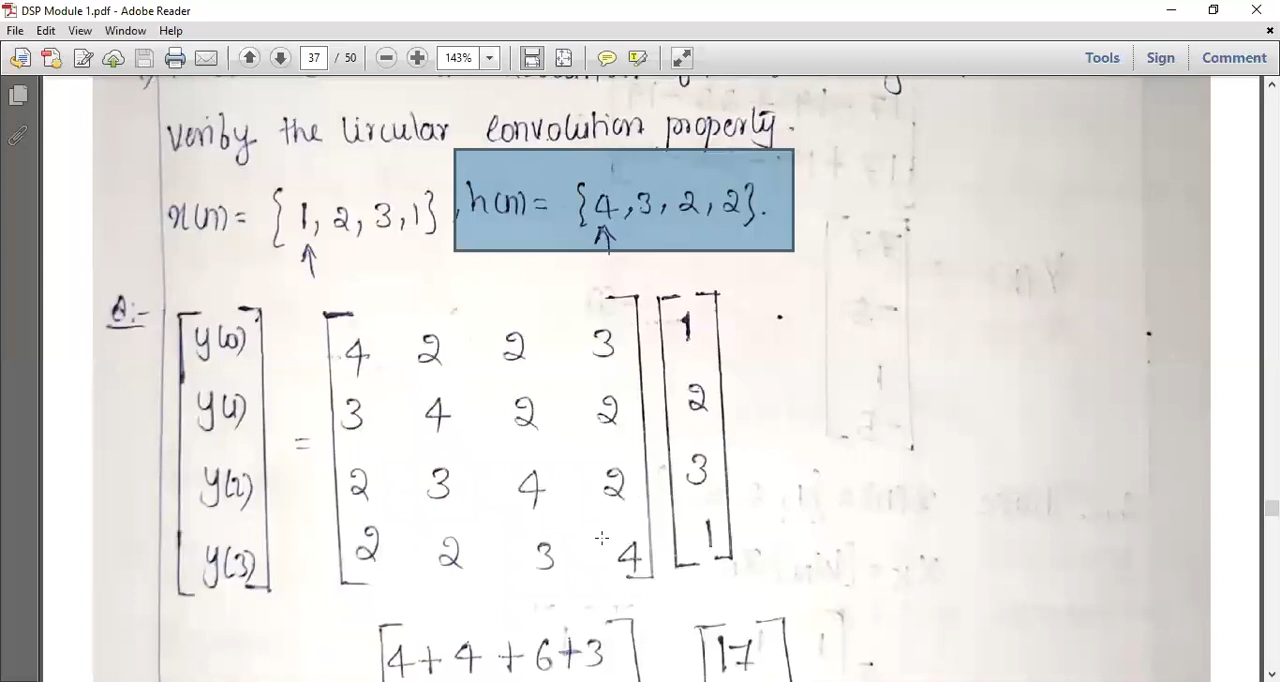 DSP Module 1.pdf - Adobe Reader
File Edit View Window Help
37 / 50 143% Tools Sign Comment
verify the circular convolution property.
x(n) = {1, 2, 3, 1}, h(n) = {4, 3, 2, 2}.
↑ ↑
A:-
y(0) 4 2 2 3 1
y(1) 3 4 2 2 2
= 
y(2) 2 3 4 2 3
y(3) 2 2 3 4 1
4+4+6+3 17